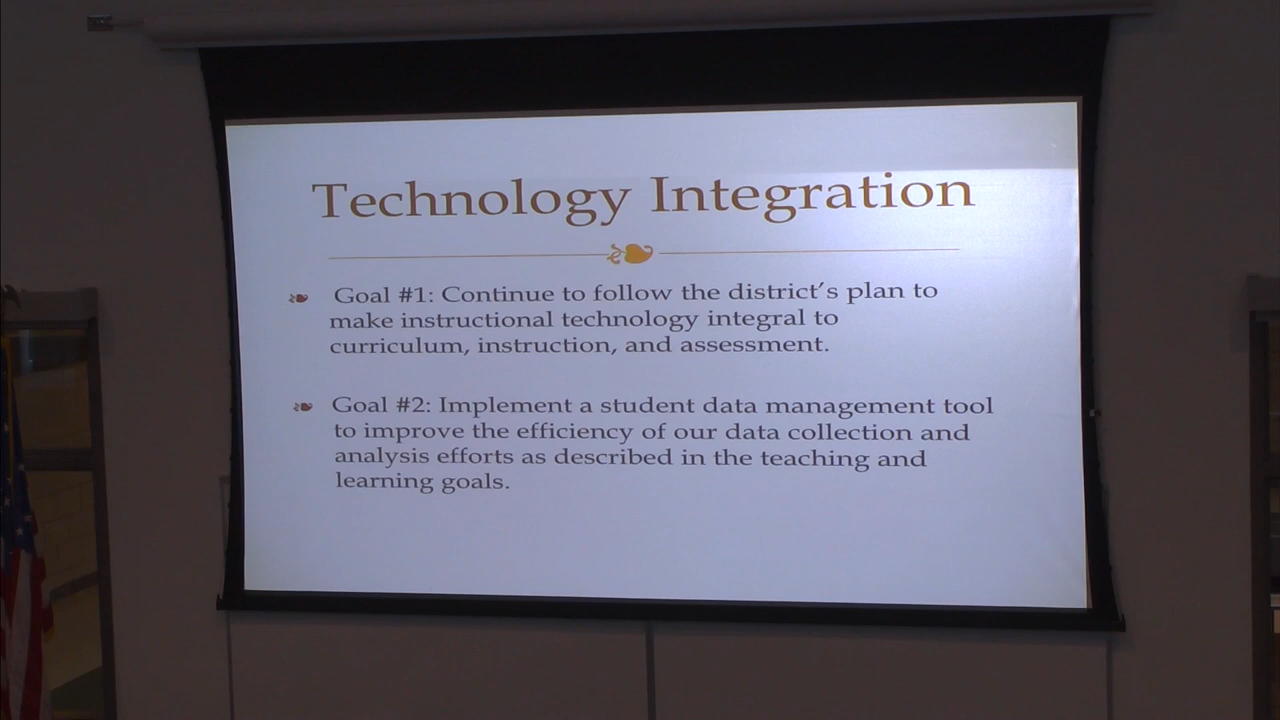 Technology Integration
Goal #1: Continue to follow the district's plan to
make instructional technology integral to
curriculum, instruction, and assessment.
Goal #2: Implement a student data management tool
to improve the efficiency of our data collection and
analysis efforts as described in the teaching and
learning goals.